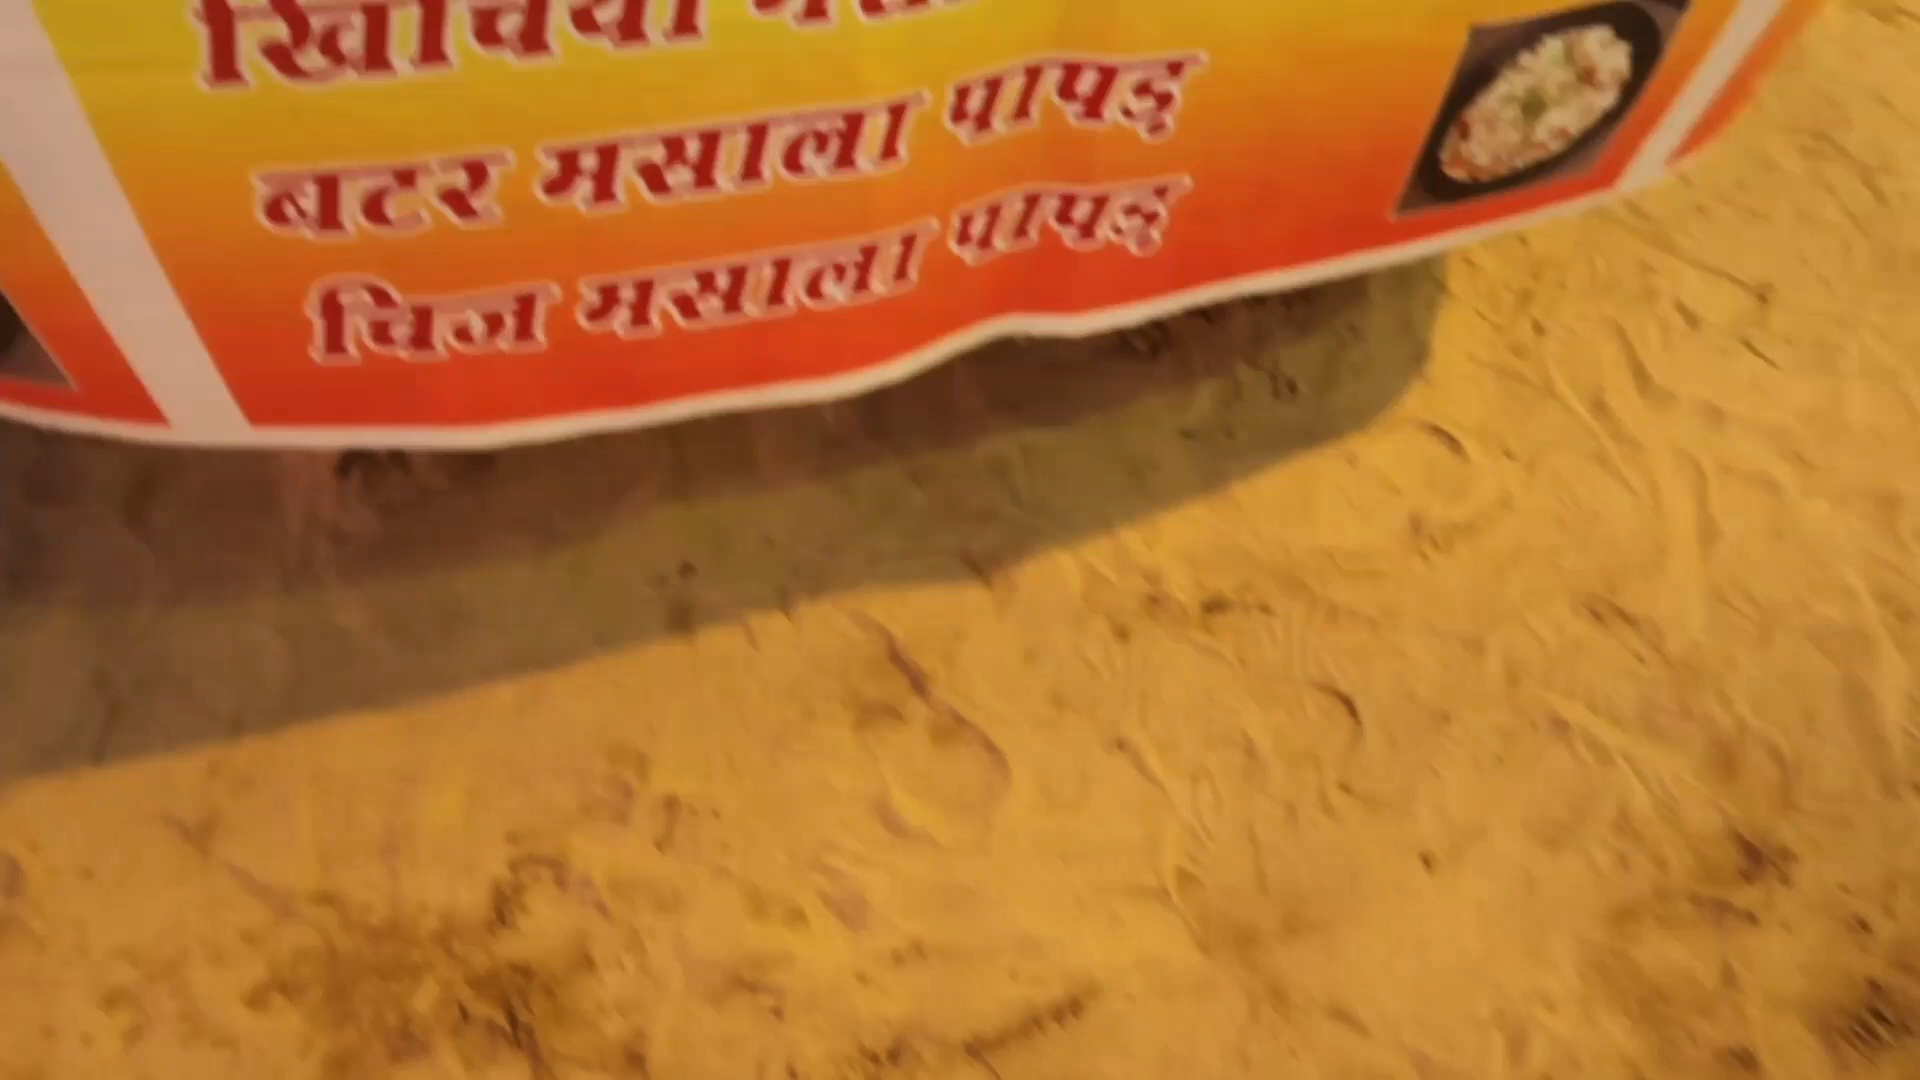 खिचिया
बटर मसाला पापड़
चिज मसाला पापड़